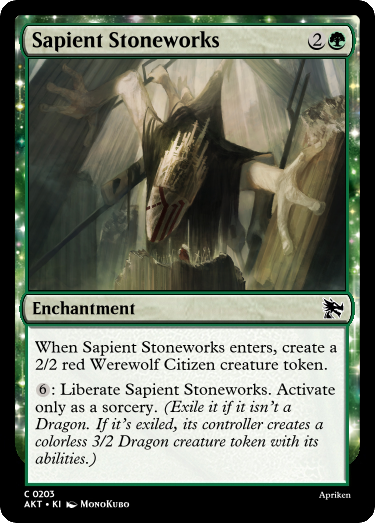 Sapient Stoneworks 2
Enchantment
When Sapient Stoneworks enters, create a
2/2 red Werewolf Citizen creature token.
6: Liberate Sapient Stoneworks. Activate
only as a sorcery. (Exile it if it isn't a
Dragon. If it's exiled, its controller creates a
colorless 3/2 Dragon creature token with its
abilities.)
C 0203
AKT • KI MonoKubo
Apriken